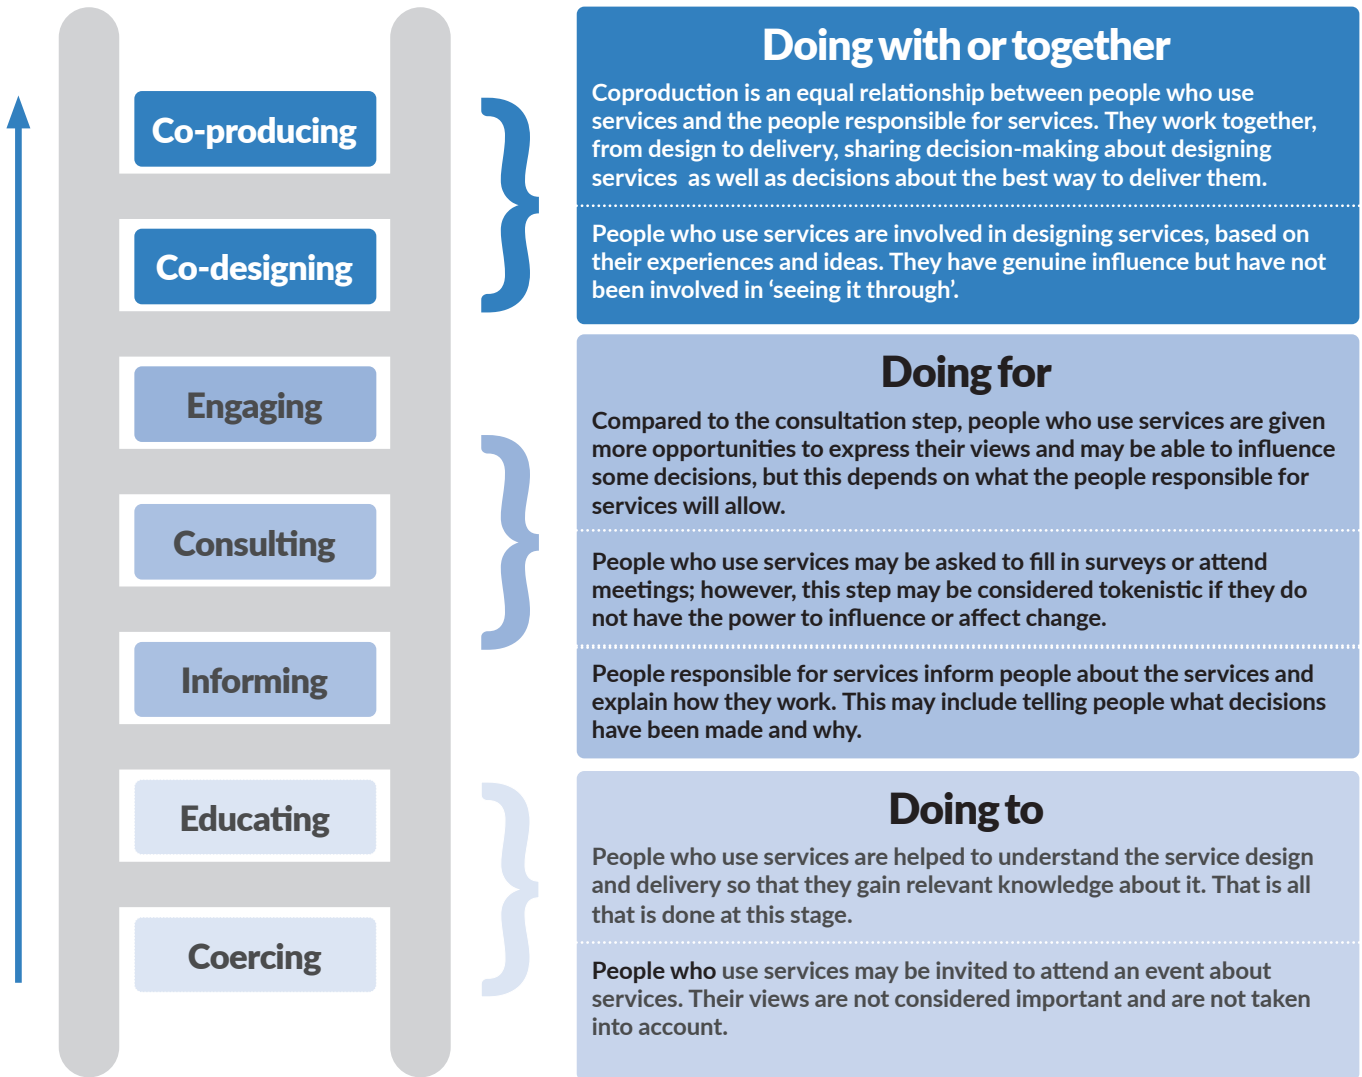 Co-producing
Co-designing
Engaging
Consulting
Informing
Educating
Coercing
Doing with or together
Coproduction is an equal relationship between people who use
services and the people responsible for services. They work together,
from design to delivery, sharing decision-making about designing
services as well as decisions about the best way to deliver them.
People who use services are involved in designing services, based on
their experiences and ideas. They have genuine influence but have not
been involved in ‘seeing it through’.
Doing for
Compared to the consultation step, people who use services are given
more opportunities to express their views and may be able to influence
some decisions, but this depends on what the people responsible for
services will allow.
People who use services may be asked to fill in surveys or attend
meetings; however, this step may be considered tokenistic if they do
not have the power to influence or affect change.
People responsible for services inform people about the services and
explain how they work. This may include telling people what decisions
have been made and why.
Doing to
People who use services are helped to understand the service design
and delivery so that they gain relevant knowledge about it. That is all
that is done at this stage.
People who use services may be invited to attend an event about
services. Their views are not considered important and are not taken
into account.